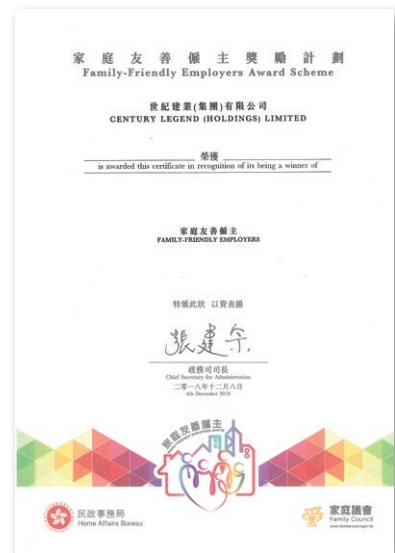 家庭友善僱主獎勵計劃
Family-Friendly Employers Award Scheme
世紀建業(集團)有限公司
CENTURY LEGEND (HOLDINGS) LIMITED
榮獲
is awarded this certificate in recognition of its being a winner of
家庭友善僱主
FAMILY-FRIENDLY EMPLOYERS
特頒此狀 以資表揚
張建宗
政務司司長
Chief Secretary for Administration
二零一八年十二月八日
8th December 2018
家庭友善僱主
民政事務局
Home Affairs Bureau
家庭議會
Family Council